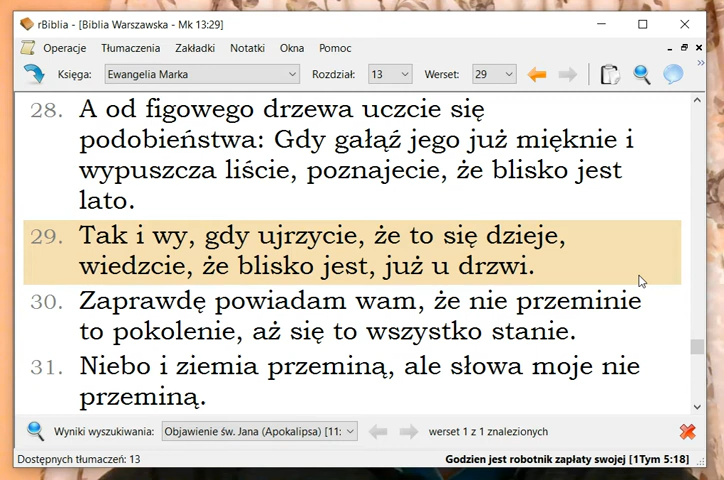 rBiblia - [Biblia Warszawska - Mk 13:29]
Operacje Tłumaczenia Zakładki Notatki Okna Pomoc
Księga: Ewangelia Marka Rozdział: 13 Werset: 29
28. A od figowego drzewa uczcie się
podobieństwa: Gdy gałąź jego już mięknie i
wypuszcza liście, poznajecie, że blisko jest
lato.
29. Tak i wy, gdy ujrzycie, że to się dzieje,
wiedzcie, że blisko jest, już u drzwi.
30. Zaprawdę powiadam wam, że nie przeminie
to pokolenie, aż się to wszystko stanie.
31. Niebo i ziemia przeminą, ale słowa moje nie
przeminą.
Wyniki wyszukiwania: Objawienie św. Jana (Apokalipsa) [11: werset 1 z 1 znalezionych
Dostępnych tłumaczeń: 13 Godzien jest robotnik zapłaty swojej [1Tym 5:18]